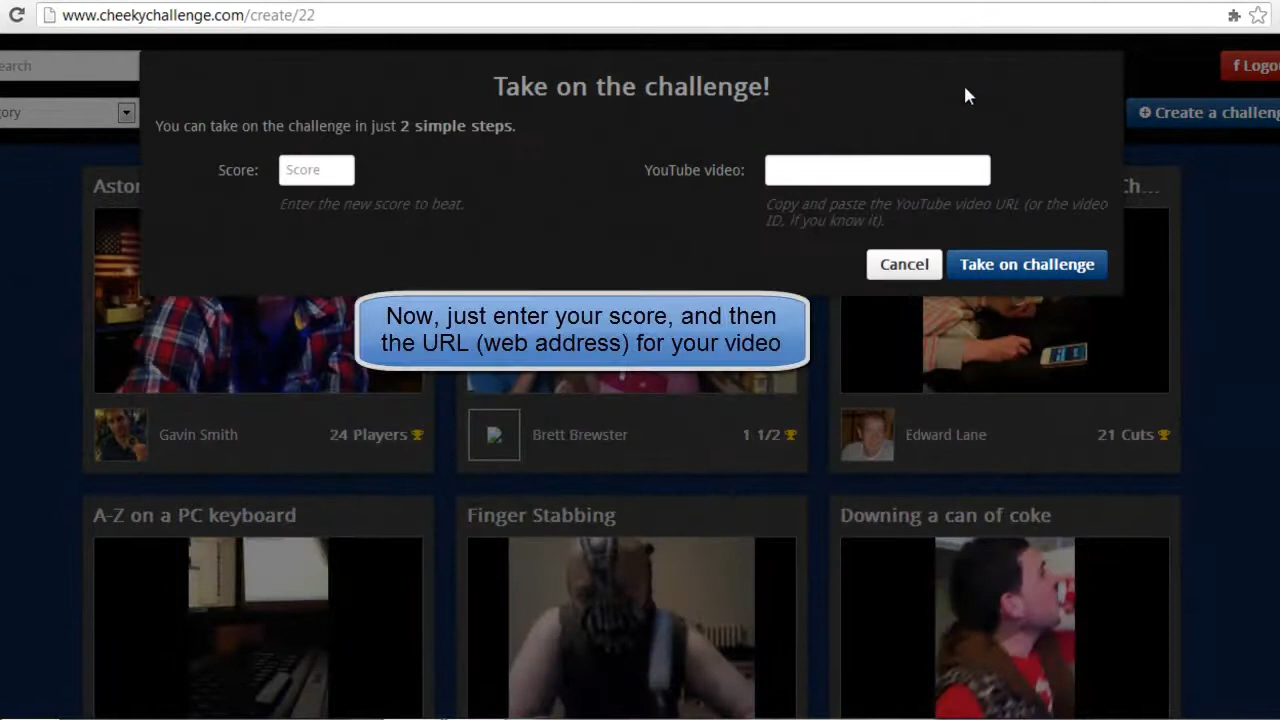 www.cheekychallenge.com/create/22
earch
f Logo
gory
Create a challeng
Take on the challenge!
You can take on the challenge in just 2 simple steps.
Score:
Score
YouTube video:
Enter the new score to beat.
Copy and paste the YouTube video URL (or the video
ID, if you know it).
Cancel
Take on challenge
Now, just enter your score, and then
the URL (web address) for your video
Aston
Ch...
Gavin Smith
24 Players
Brett Brewster
1 1/2
Edward Lane
21 Cuts
A-Z on a PC keyboard
Finger Stabbing
Downing a can of coke